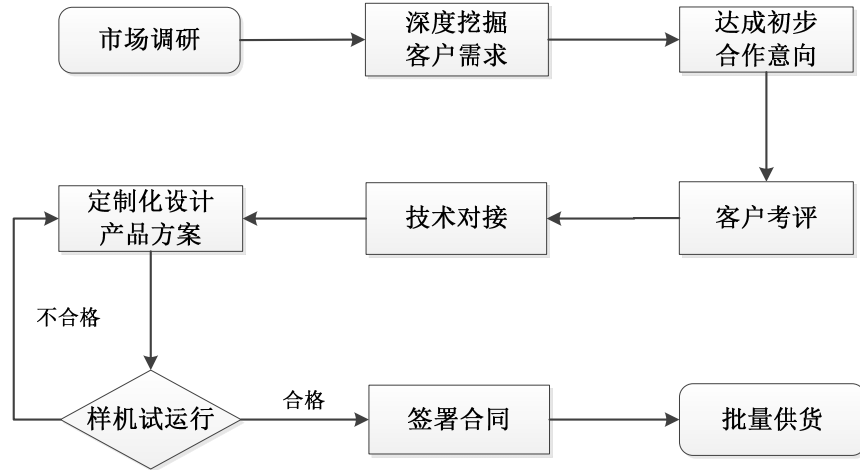 市场调研
深度挖掘
客户需求
达成初步
合作意向
客户考评
技术对接
定制化设计
产品方案
不合格
样机试运行
合格
签署合同
批量供货